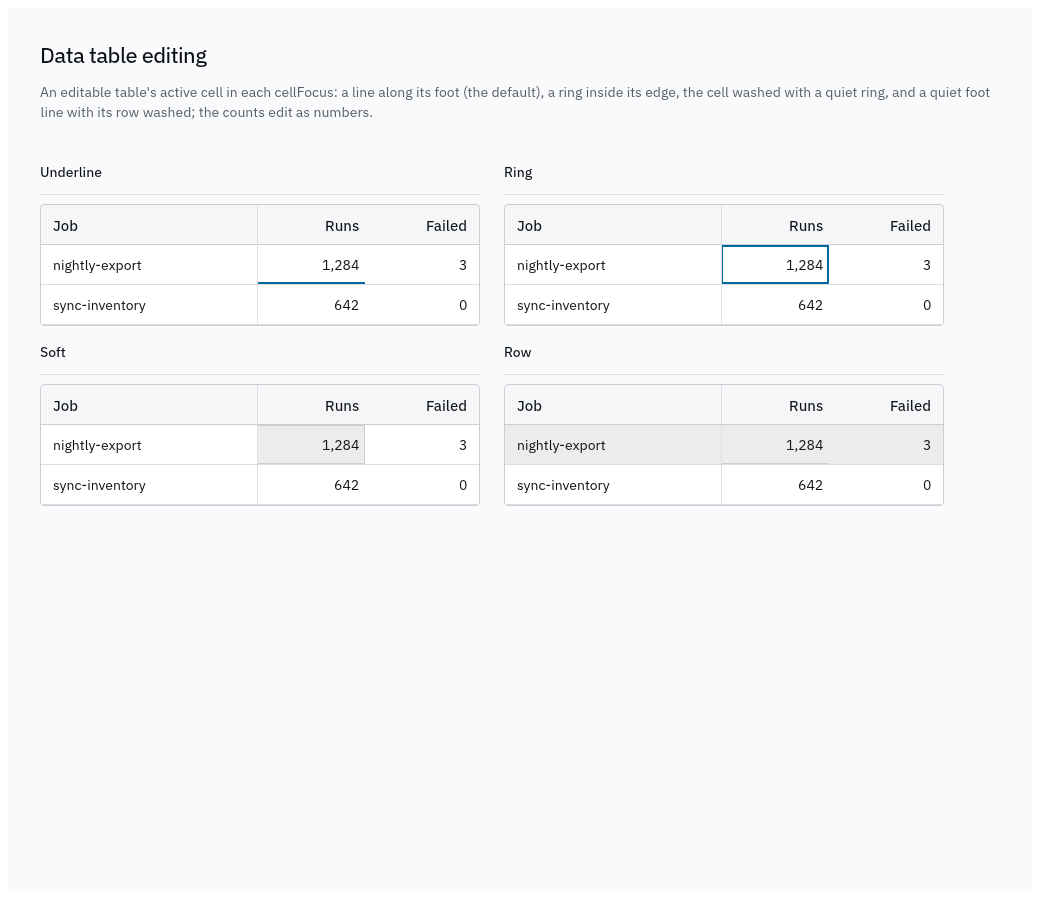 Data table editing
An editable table's active cell in each cellFocus: a line along its foot (the default), a ring inside its edge, the cell washed with a quiet ring, and a quiet foot
line with its row washed; the counts edit as numbers.
Underline
Job Runs Failed
nightly-export 1,284 3
sync-inventory 642 0
Ring
Job Runs Failed
nightly-export 1,284 3
sync-inventory 642 0
Soft
Job Runs Failed
nightly-export 1,284 3
sync-inventory 642 0
Row
Job Runs Failed
nightly-export 1,284 3
sync-inventory 642 0